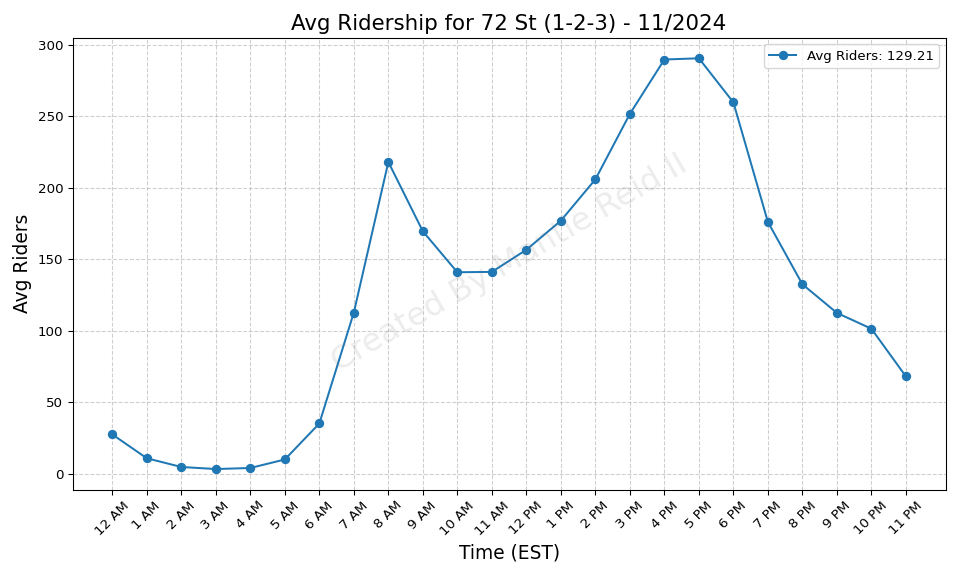 Avg Ridership for 72 St (1-2-3) - 11/2024
Avg Riders: 129.21
300
250
200
150
100
50
0
Avg Riders
Created By Mantie Reid II
12 AM
1 AM
2 AM
3 AM
4 AM
5 AM
6 AM
7 AM
8 AM
9 AM
10 AM
11 AM
12 PM
1 PM
2 PM
3 PM
4 PM
5 PM
6 PM
7 PM
8 PM
9 PM
10 PM
11 PM
Time (EST)